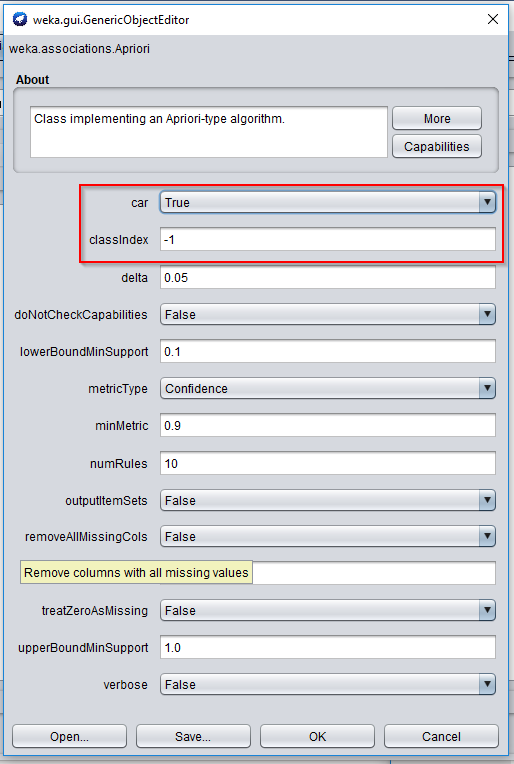 weka.gui.GenericObjectEditor
weka.associations.Apriori
About
Class implementing an Apriori-type algorithm.
More
Capabilities
car True
classIndex -1
delta 0.05
doNotCheckCapabilities False
lowerBoundMinSupport 0.1
metricType Confidence
minMetric 0.9
numRules 10
outputItemSets False
removeAllMissingCols False
Remove columns with all missing values
treatZeroAsMissing False
upperBoundMinSupport 1.0
verbose False
Open... Save... OK Cancel